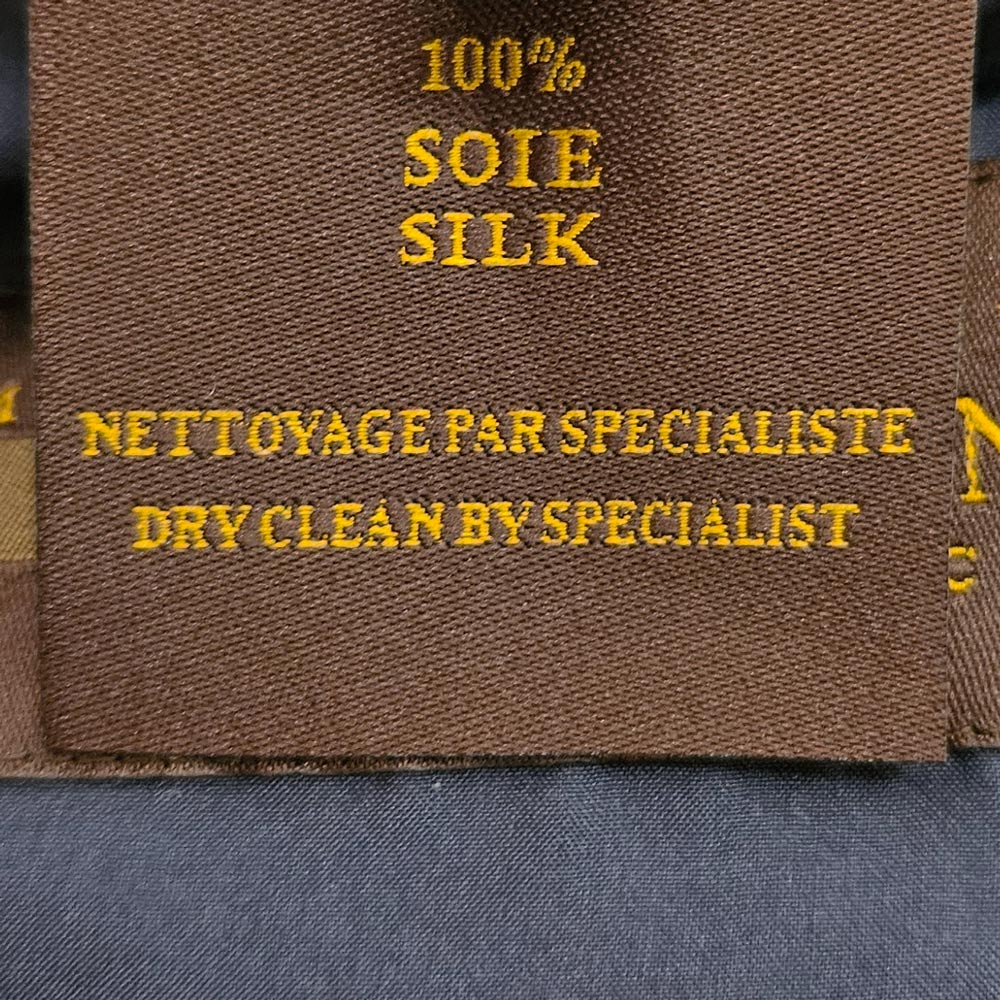 100%
SOIE
SILK
NETTOYAGE PAR SPECIALISTE
DRY CLEAN BY SPECIALIST
N
C